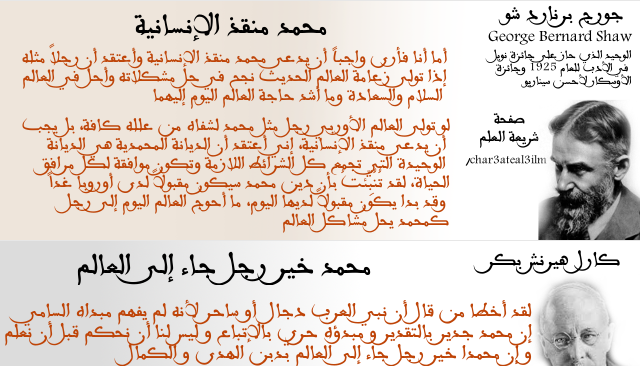 جورج برنارد شو
George Bernard Shaw
الوحيد الذي حاز على جائزة نوبل
في الأدب للعام 1925 وجائزة
الأوسكار لأحسن سيناريو
صفحة
شريعة العلم
/char3ateal3ilm
محمد منقذ الإنسانية
أما أنا فأرى واجباً أن يدعى محمد منقذ الإنسانية وأعتقد أن رجلاً مثله
إذا تولى زعامة العالم الحديث نجح في حل مشكلاته وأحل في العالم
السلام والسعادة وما أشد حاجة العالم اليوم إليهما
لو تولى العالم الأوربي رجل مثل محمد لشفاه من علله كافة، بل يجب
أن يدعى منقذ الإنسانية، إني أعتقد أن الديانة المحمدية هي الديانة
الوحيدة التي تجمع كل الشرائط اللازمة وتكون موافقة لكل مرافق
الحياة، لقد تُنُبِّئتُ بأن دين محمد سيكون مقبولاً لدى أوروبا غداً
وقد بدا يكون مقبولاً لديها اليوم، ما أحوج العالم اليوم إلى رجل
كمحمد يحل مشاكل العالم
كارل هيرنش بكر
محمد خير رجل جاء إلى العالم
لقد أخطا من قال أن نبي العرب دجال أو ساحر لأنه لم يفهم مبداه السامي
إن محمد جدير بالتقدير ومبدؤه حري بالإتباع وليس لنا أن نحكم قبل أن نعلم
وإن محمدا خير رجل جاء إلى العالم بدين الهدى والكمال